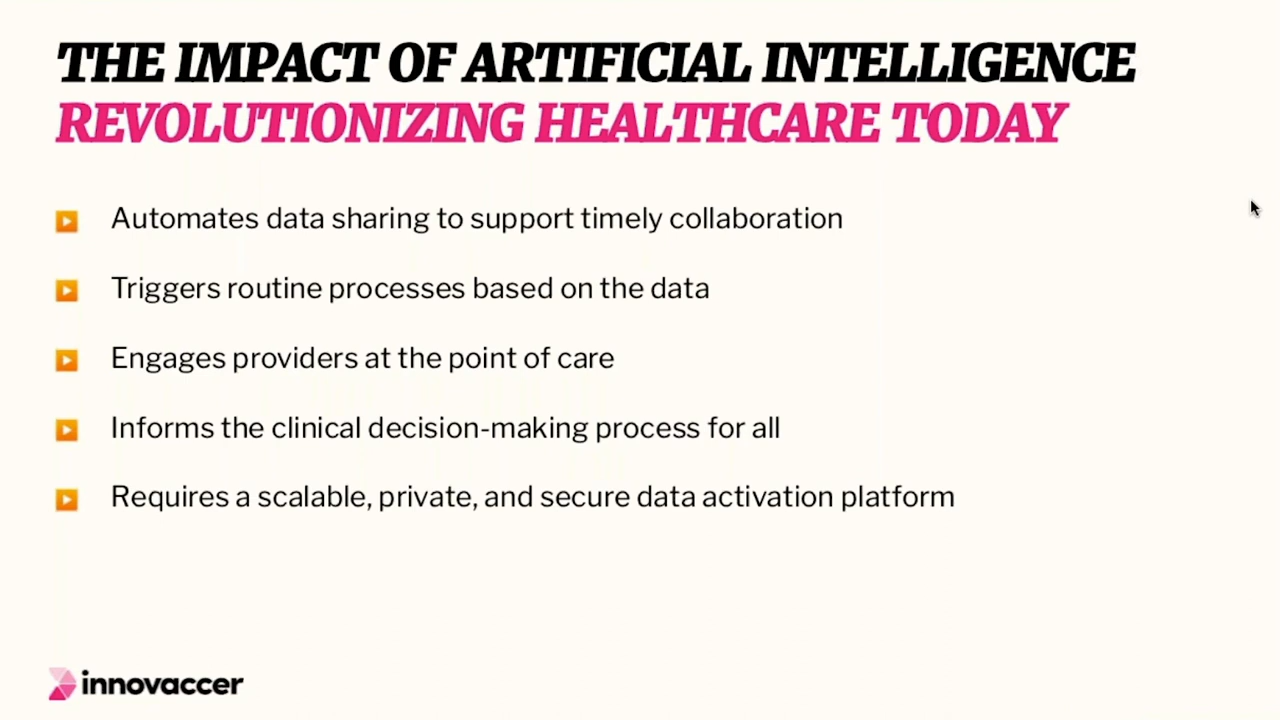 THE IMPACT OF ARTIFICIAL INTELLIGENCE
REVOLUTIONIZING HEALTHCARE TODAY
Automates data sharing to support timely collaboration
Triggers routine processes based on the data
Engages providers at the point of care
Informs the clinical decision-making process for all
Requires a scalable, private, and secure data activation platform
innovaccer